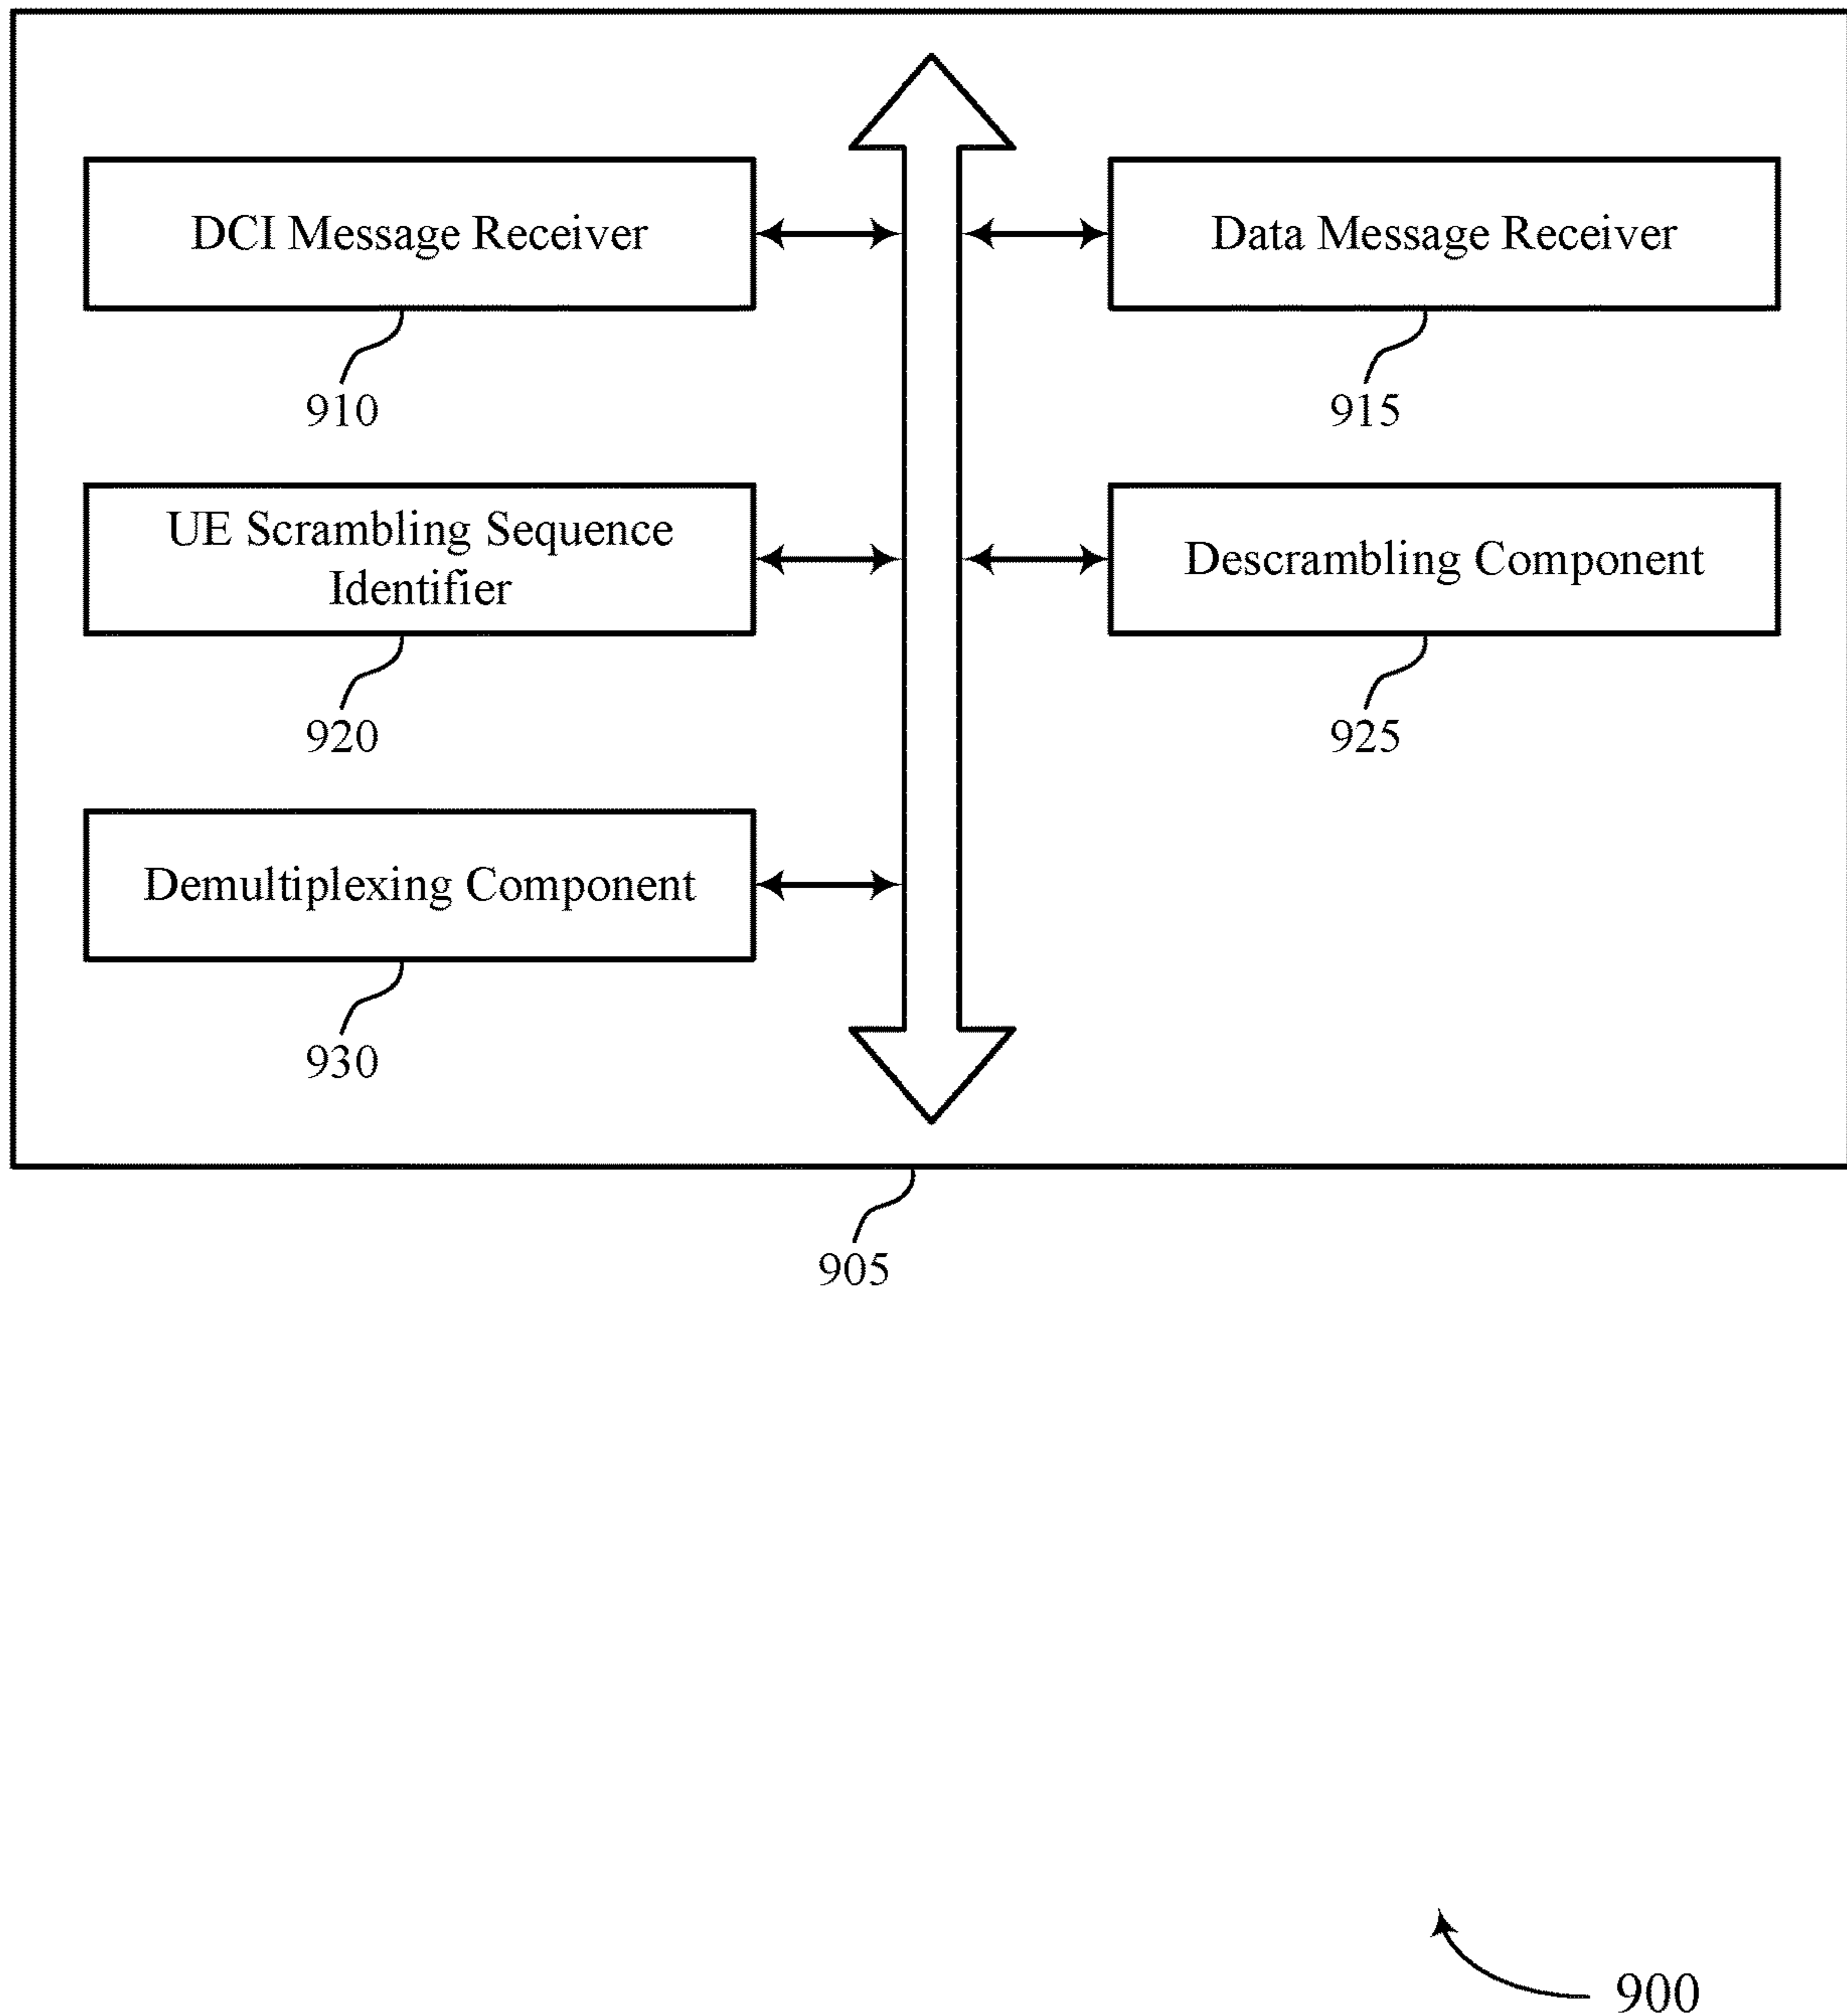 DCI Message Receiver
910
Data Message Receiver
915
UE Scrambling Sequence
Identifier
920
Descrambling Component
925
Demultiplexing Component
930
905
900